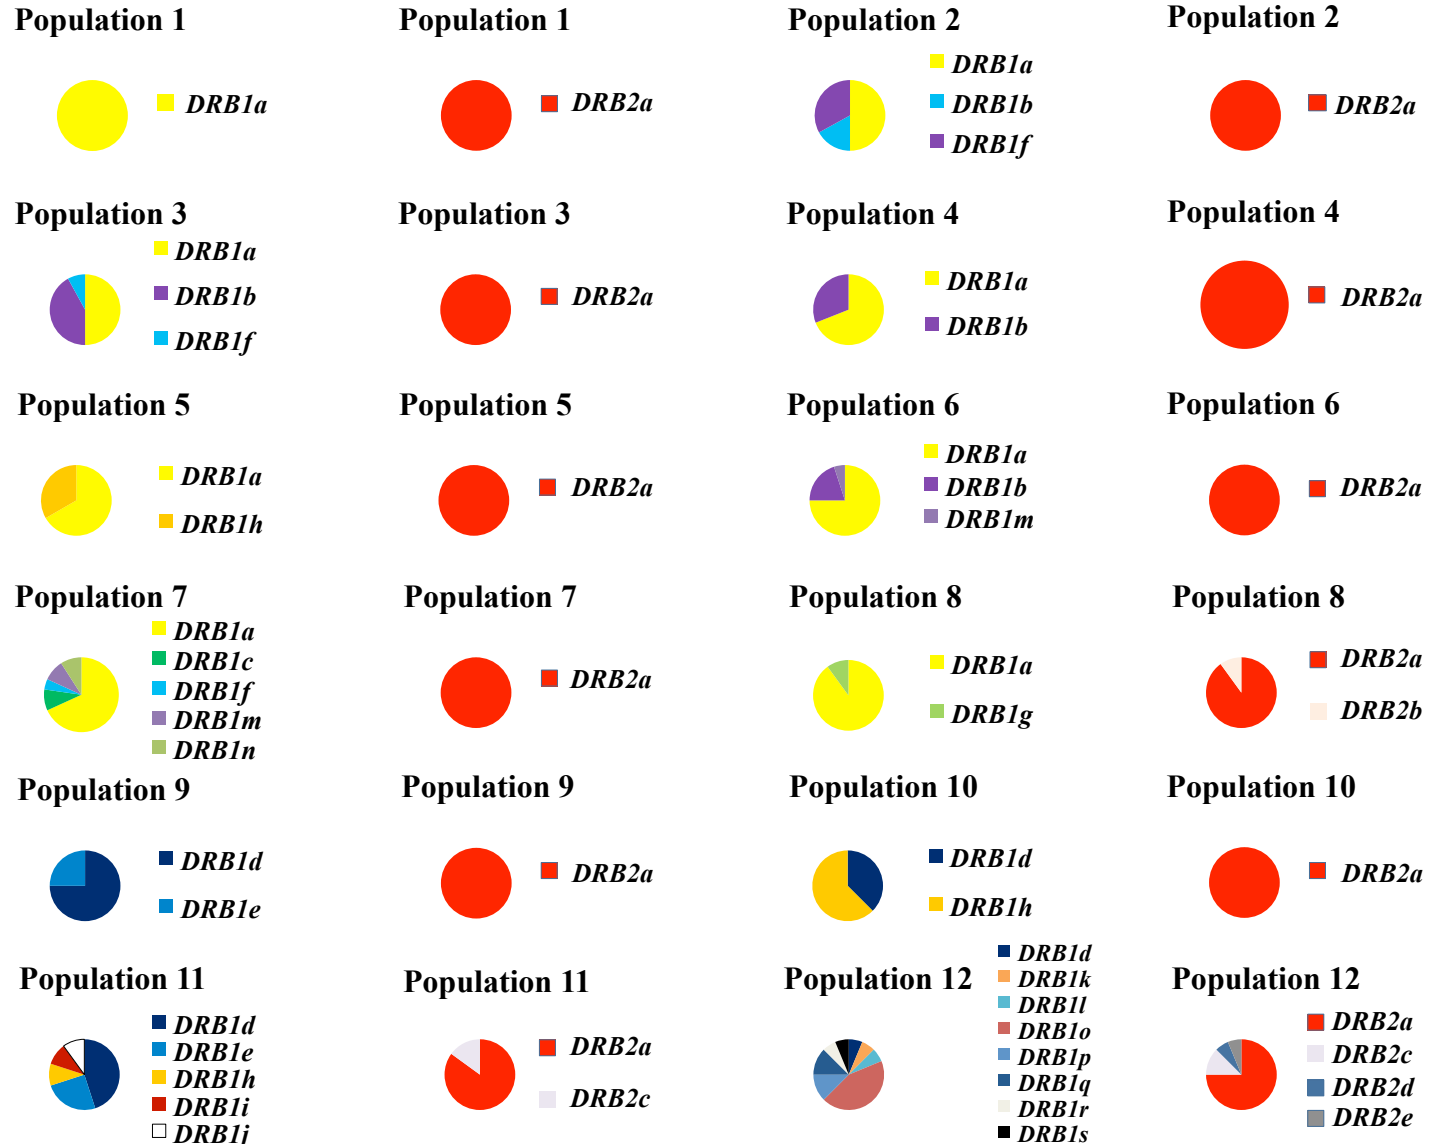 Population 1
DRB1a
Population 1
DRB2a
Population 2
DRB1a
DRB1b
DRB1f
Population 2
DRB2a
Population 3
DRB1a
DRB1b
DRB1f
Population 3
DRB2a
Population 4
DRB1a
DRB1b
Population 4
DRB2a
Population 5
DRB1a
DRB1h
Population 5
DRB2a
Population 6
DRB1a
DRB1b
DRB1m
Population 6
DRB2a
Population 7
DRB1a
DRB1c
DRB1f
DRB1m
DRB1n
Population 7
DRB2a
Population 8
DRB1a
DRB1g
Population 8
DRB2a
DRB2b
Population 9
DRB1d
DRB1e
Population 9
DRB2a
Population 10
DRB1d
DRB1h
Population 10
DRB2a
Population 11
DRB1d
DRB1e
DRB1h
DRB1i
DRB1j
Population 11
DRB2a
DRB2c
Population 12
DRB1d
DRB1k
DRB1l
DRB1o
DRB1p
DRB1q
DRB1r
DRB1s
Population 12
DRB2a
DRB2c
DRB2d
DRB2e